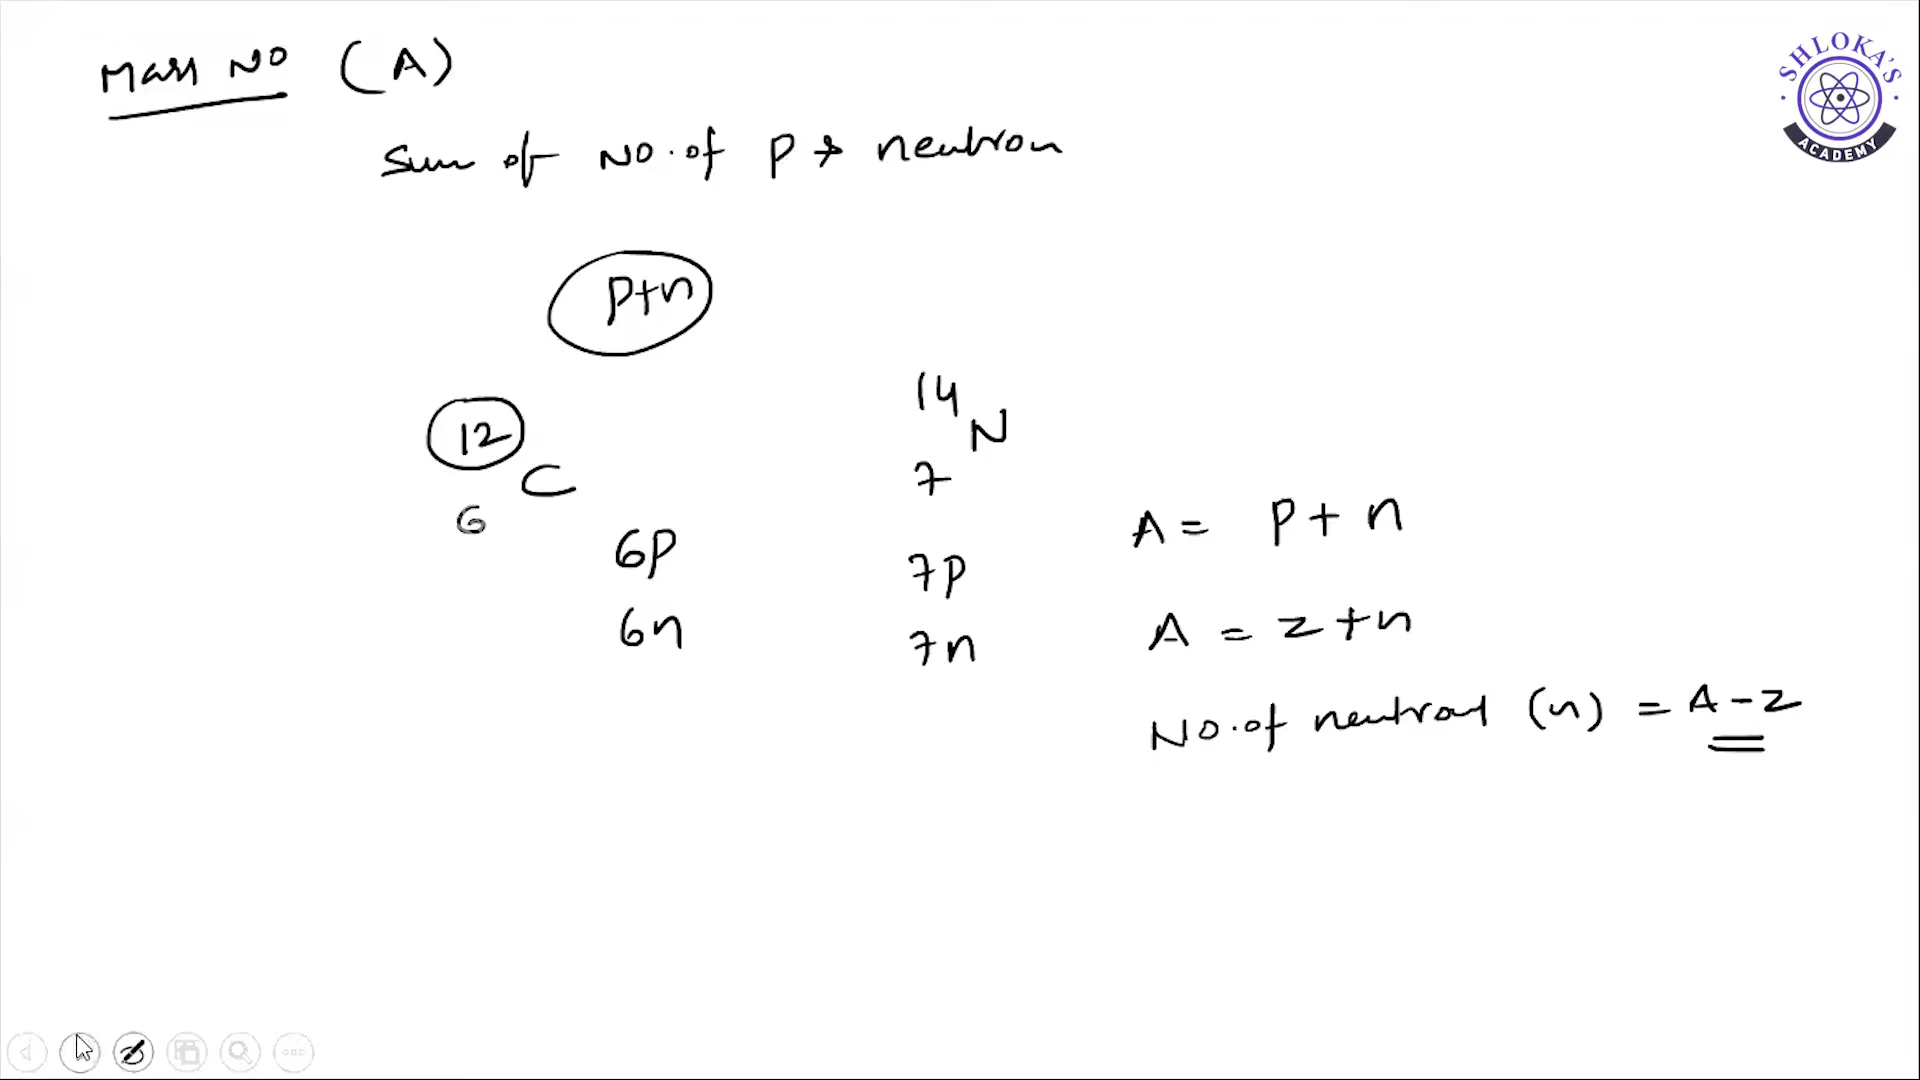 Mass No (A)
SHLOKA'S
ACADEMY
Sum of No. of P + neutron
P+n
12
C
6
14
N
7
6P
6n
7P
7n
A = P + n
A = Z + n
No. of neutrons (n) = A - Z